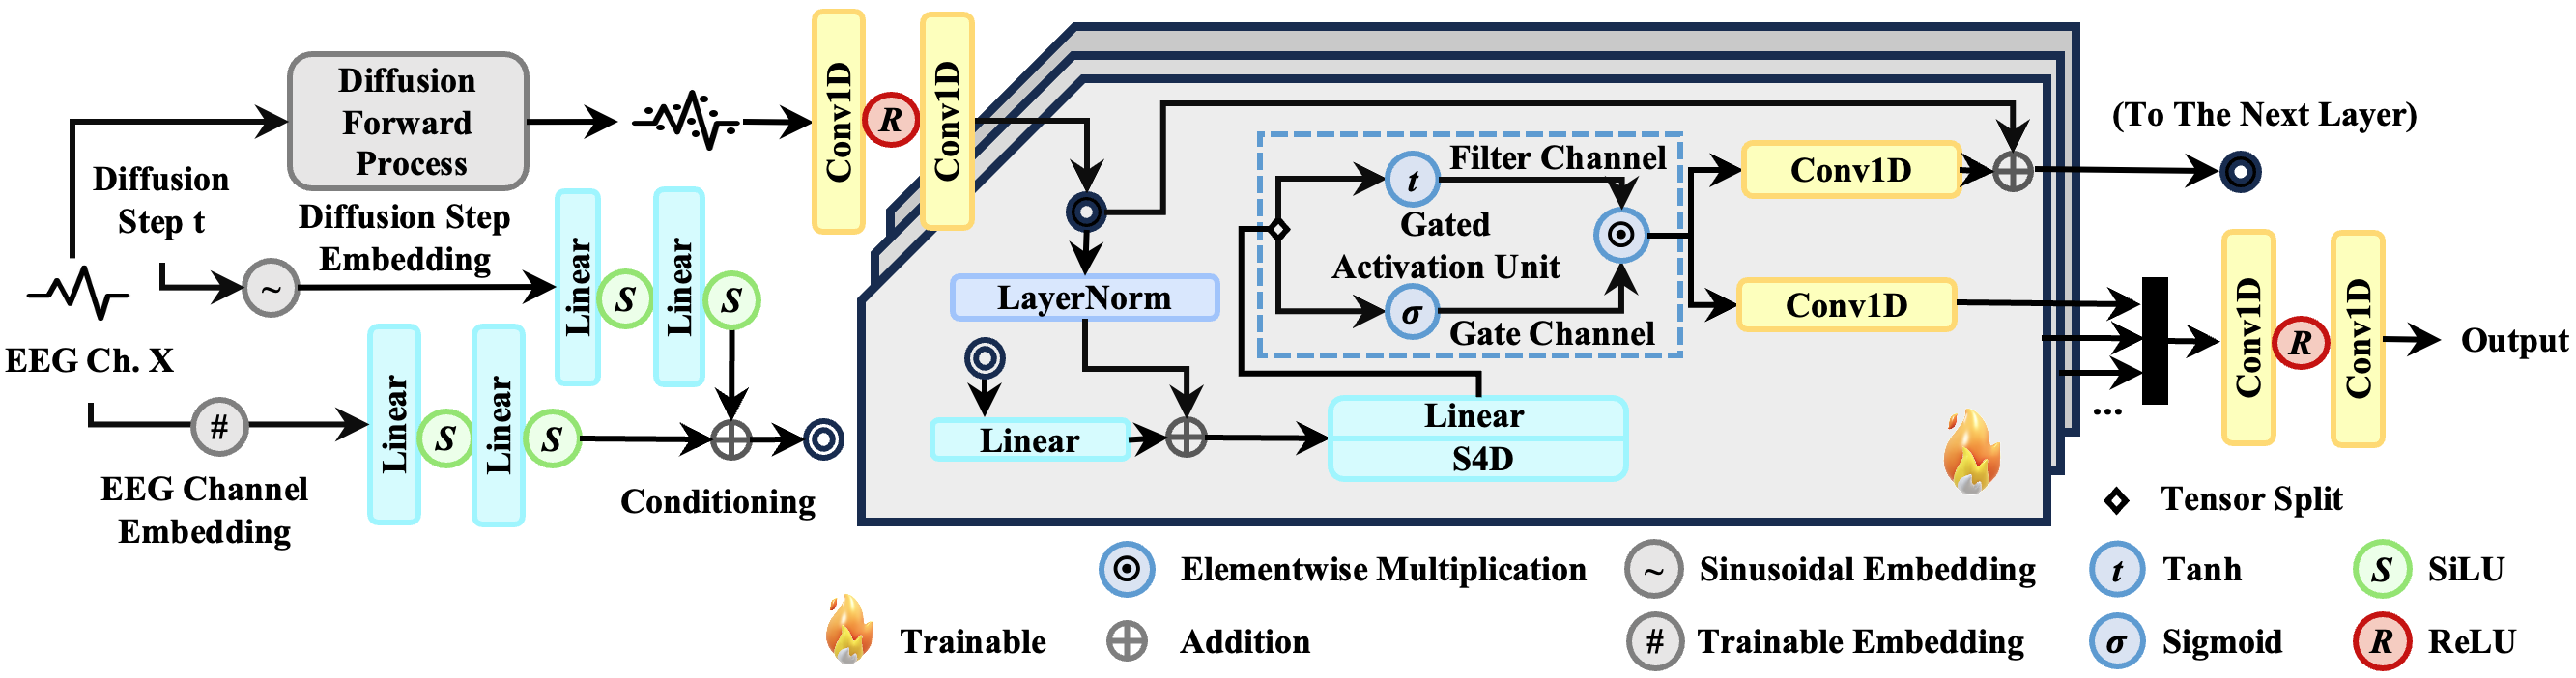 Diffusion
Forward
Process
Diffusion
Step t
Diffusion Step
Embedding
~
Linear
S
Linear
S
EEG Ch. X
#
EEG Channel
Embedding
Linear
S
Linear
S
Conditioning
Conv1D
R
Conv1D
LayerNorm
Linear
Linear
S4D
t
Filter Channel
Gated
Activation Unit
σ
Gate Channel
Conv1D
Conv1D
(To The Next Layer)
...
Conv1D
R
Conv1D
Output
Tensor Split
Elementwise Multiplication
~ Sinusoidal Embedding
t Tanh
S SiLU
Trainable
Addition
# Trainable Embedding
σ Sigmoid
R ReLU